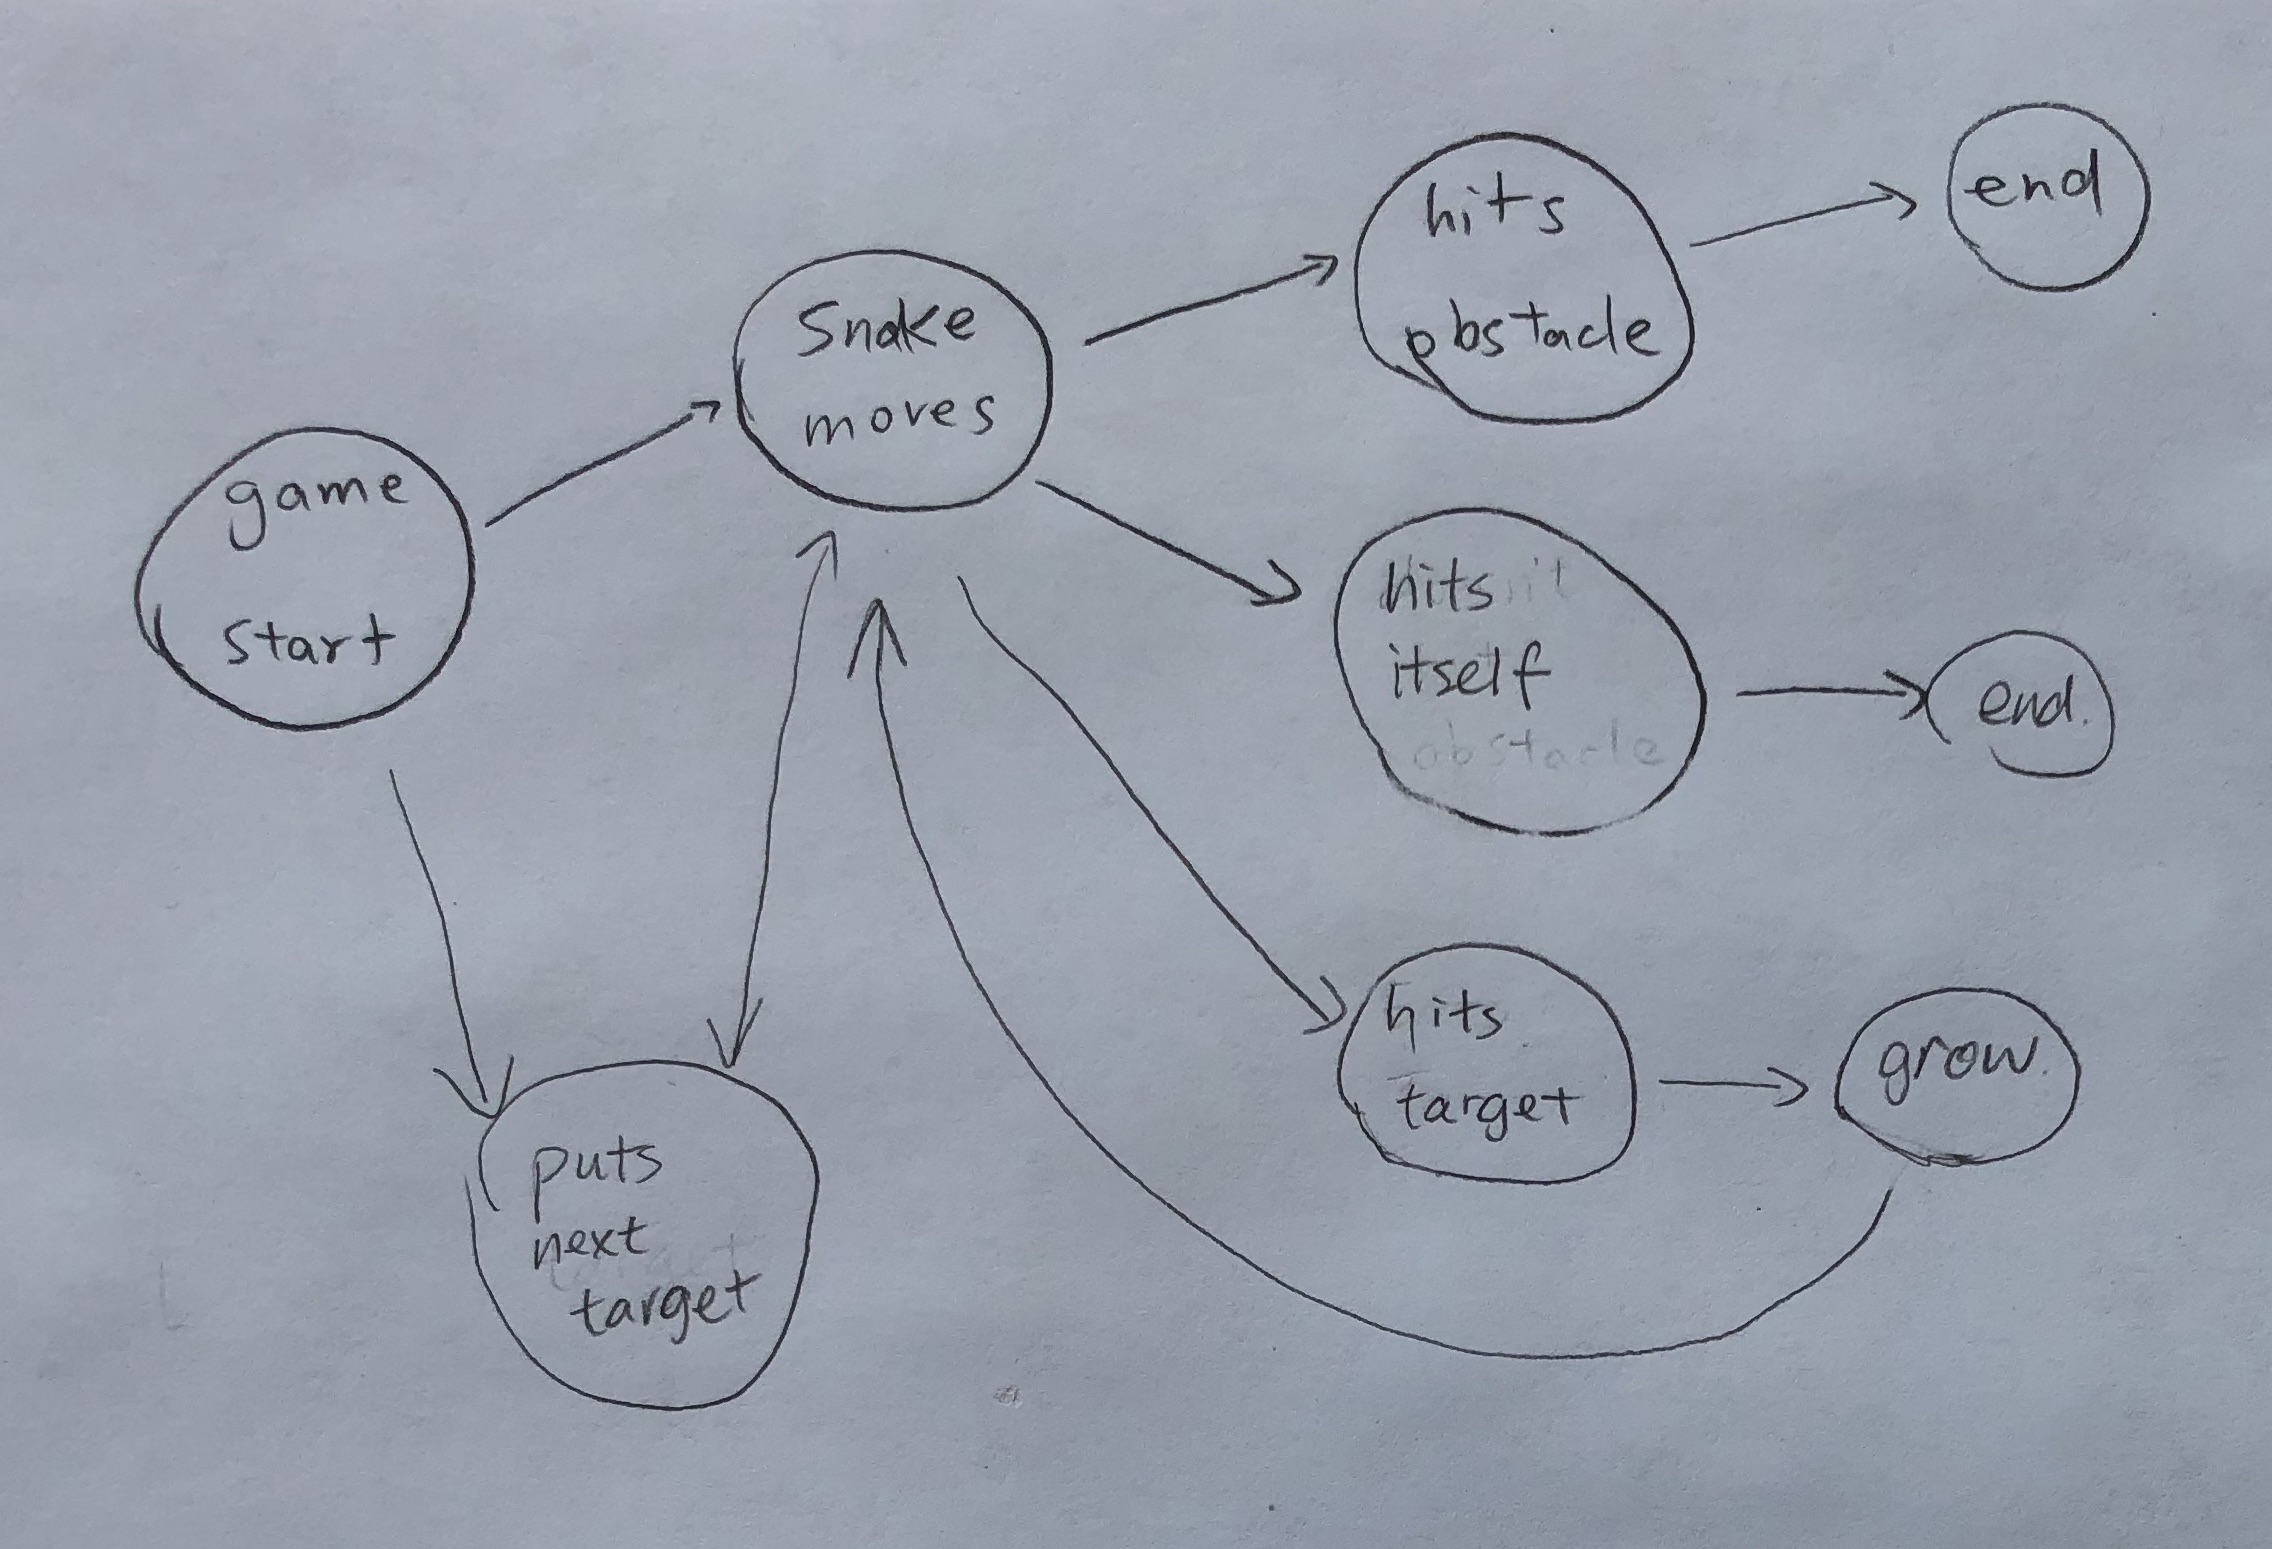 game
start
Snake
moves
hits
obstacle
end
hits
itself
end.
hits
target
grow.
puts
next
target